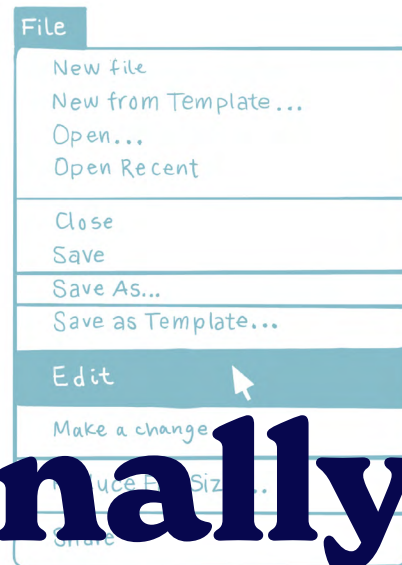 File
New file
New from Template...
Open...
Open Recent
Close
Save
Save As...
Save as Template...
Edit
Make a change
nally
Share